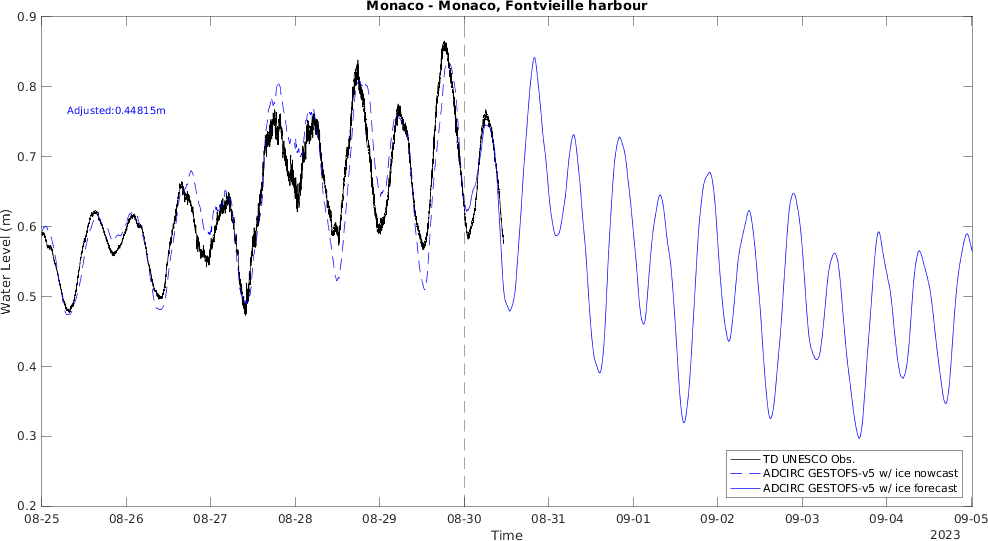 Monaco - Monaco, Fontvieille harbour
0.9
0.8
0.7
0.6
0.5
0.4
0.3
0.2
Water Level (m)
Adjusted:0.44815m
TD UNESCO Obs.
ADCIRC GESTOFS-v5 w/ ice nowcast
ADCIRC GESTOFS-v5 w/ ice forecast
08-25 08-26 08-27 08-28 08-29 08-30 08-31 09-01 09-02 09-03 09-04 09-05
Time
2023